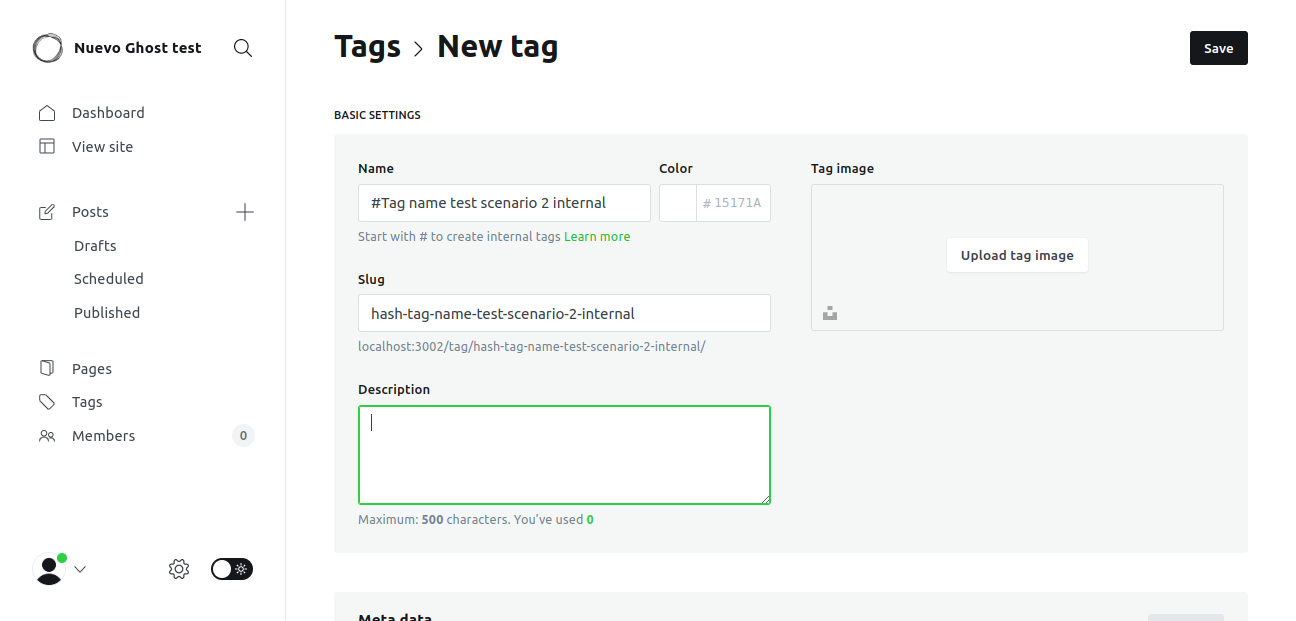 Nuevo Ghost test
Dashboard
View site
Posts
Drafts
Scheduled
Published
Pages
Tags
Members
0
Tags > New tag
Save
BASIC SETTINGS
Name
#Tag name test scenario 2 internal
Start with # to create internal tags Learn more
Color
# 15171A
Slug
hash-tag-name-test-scenario-2-internal
localhost:3002/tag/hash-tag-name-test-scenario-2-internal/
Description
Maximum: 500 characters. You've used 0
Tag image
Upload tag image
Meta data